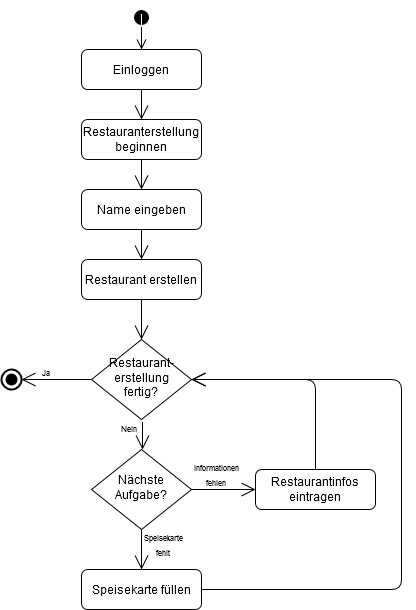 Einloggen
Restauranterstellung
beginnen
Name eingeben
Restaurant erstellen
Restaurant-
erstellung
fertig?
Ja
Nein
Nächste
Aufgabe?
Informationen
fehlen
Restaurantinfos
eintragen
Speisekarte
fehlt
Speisekarte füllen